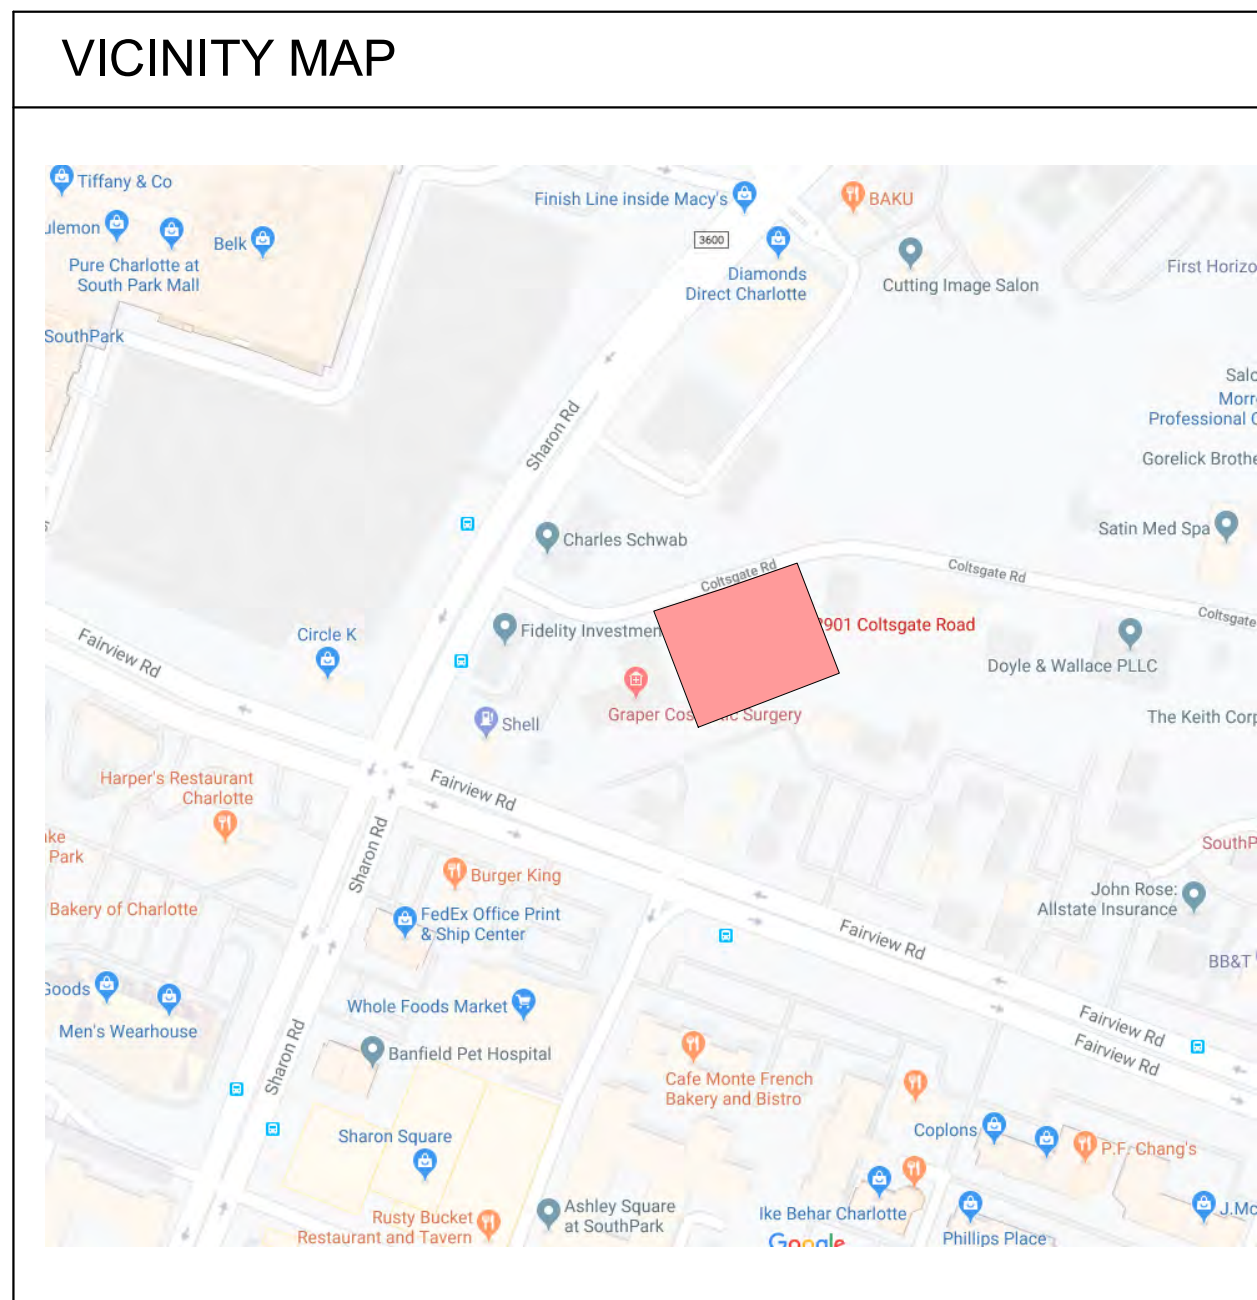 VICINITY MAP
Tiffany & Co
Finish Line inside Macy's
BAKU
ulemon
Belk
3600
Pure Charlotte at
South Park Mall
Diamonds
Direct Charlotte
Cutting Image Salon
First Horizo
SouthPark
Salo
Morr
Professional C
Sharon Rd
Gorelick Brothe
Satin Med Spa
Charles Schwab
Coltsgate Rd
Coltsgate Rd
Coltsgate
Fairview Rd
Circle K
Fidelity Investmen
901 Coltsgate Road
Doyle & Wallace PLLC
Graper Cos ic Surgery
Shell
The Keith Corp
Harper's Restaurant
Charlotte
Fairview Rd
ike
Park
Sharon Rd
SouthP
Burger King
John Rose:
Allstate Insurance
Bakery of Charlotte
FedEx Office Print
& Ship Center
Fairview Rd
BB&T
Goods
Men's Wearhouse
Whole Foods Market
Sharon Rd
Banfield Pet Hospital
Fairview Rd
Fairview Rd
Cafe Monte French
Bakery and Bistro
Sharon Square
Coplons
P.F. Chang's
Rusty Bucket
Restaurant and Tavern
Ashley Square
at SouthPark
Ike Behar Charlotte
Phillips Place
J.Mc
Google